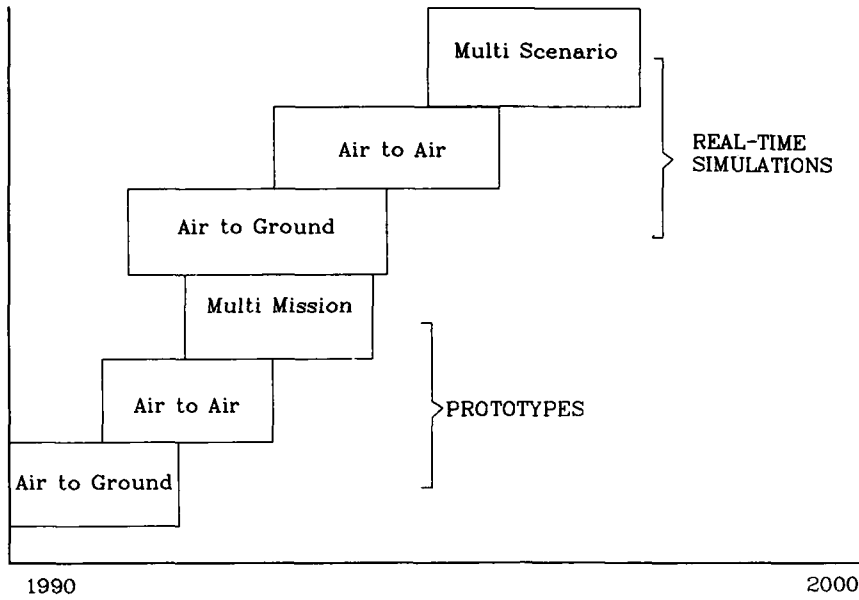 Multi Scenario
Air to Air
REAL-TIME
SIMULATIONS
Air to Ground
Multi Mission
Air to Air
PROTOTYPES
Air to Ground
1990
2000